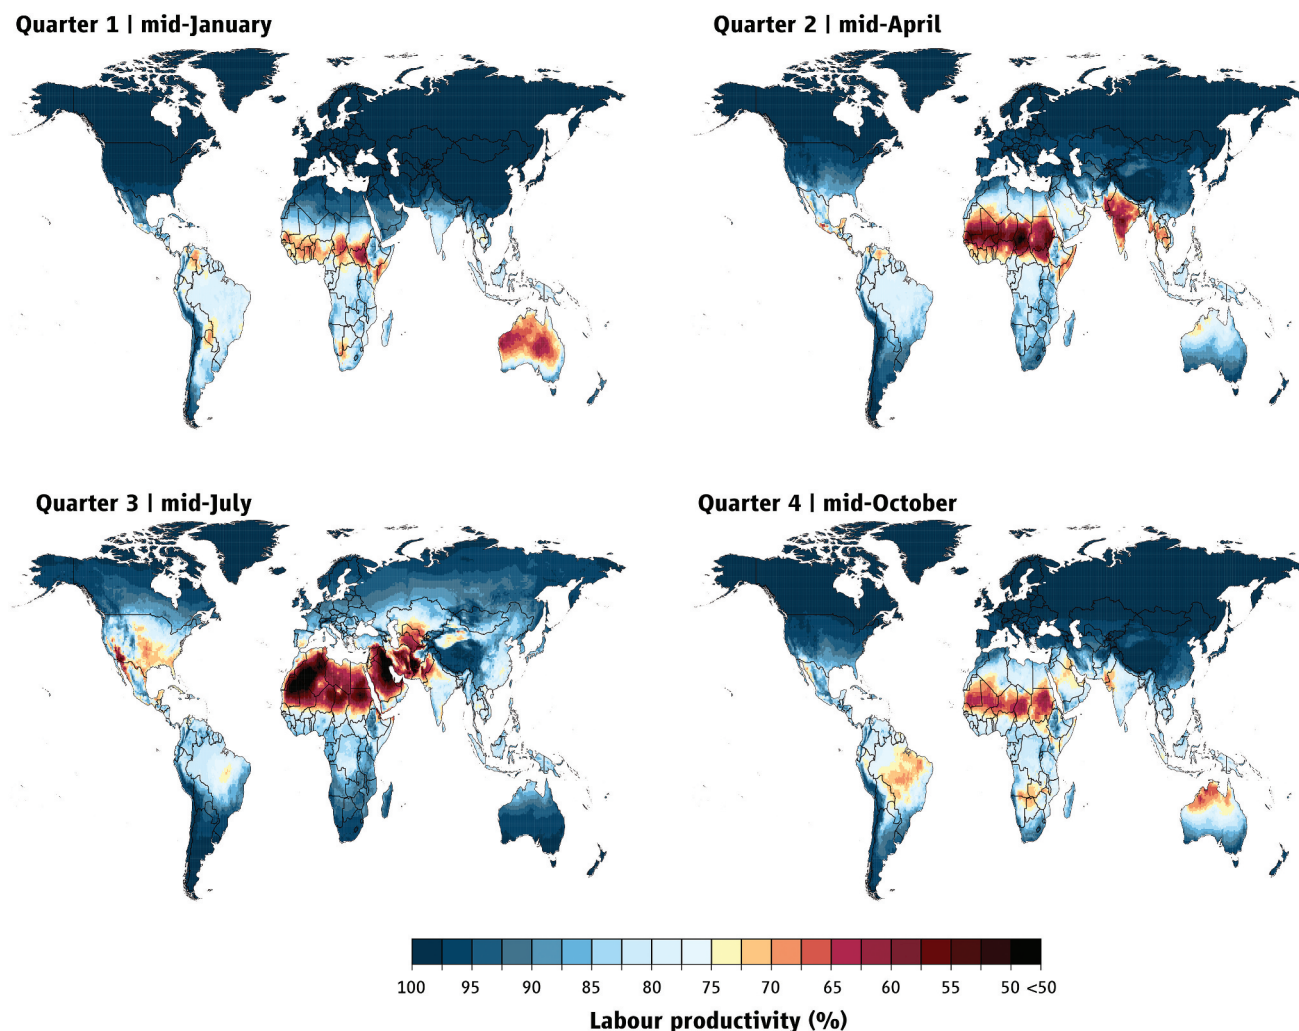 Quarter 1 | mid-January
Quarter 2 | mid-April
Quarter 3 | mid-July
Quarter 4 | mid-October
100 95 90 85 80 75 70 65 60 55 50 <50
Labour productivity (%)